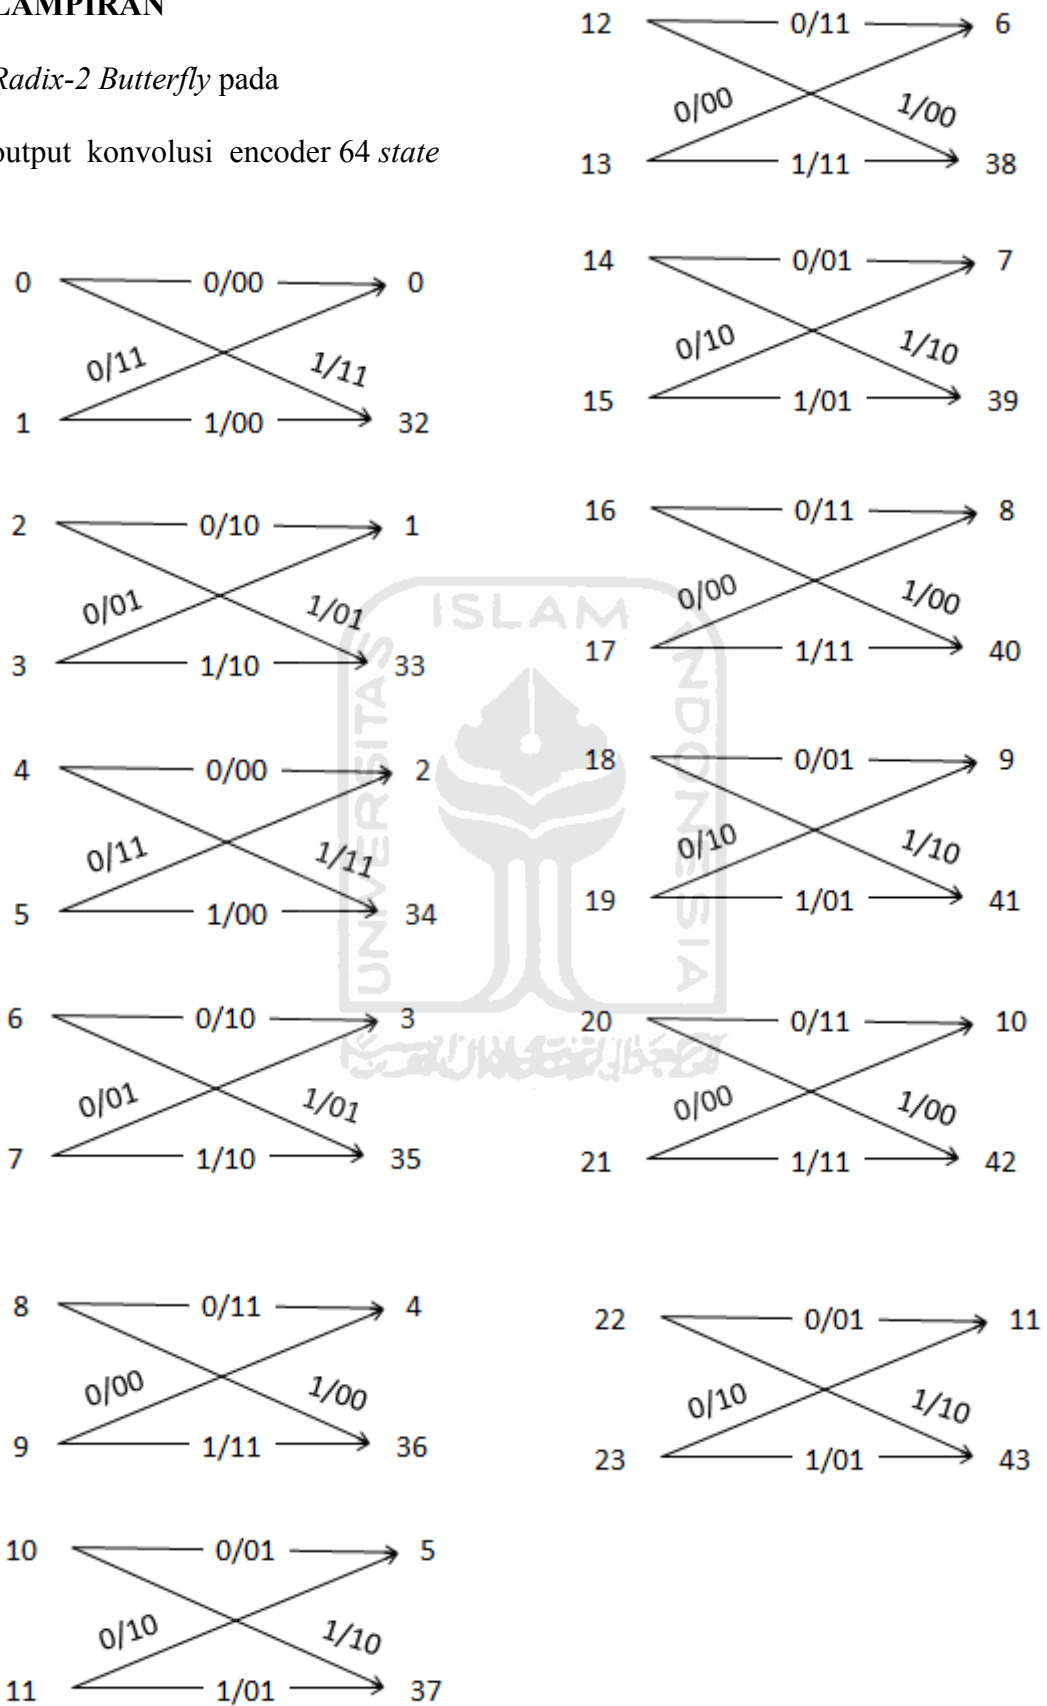 LAMPIRAN
Radix-2 Butterfly pada
output konvolusi encoder 64 state
0 0/00 0
0/11 1/11
1 1/00 32
2 0/10 1
0/01 1/01
3 1/10 33
4 0/00 2
0/11 1/11
5 1/00 34
6 0/10 3
0/01 1/01
7 1/10 35
8 0/11 4
0/00 1/00
9 1/11 36
10 0/01 5
0/10 1/10
11 1/01 37
12 0/11 6
0/00 1/00
13 1/11 38
14 0/01 7
0/10 1/10
15 1/01 39
16 0/11 8
0/00 1/00
17 1/11 40
18 0/01 9
0/10 1/10
19 1/01 41
20 0/11 10
0/00 1/00
21 1/11 42
22 0/01 11
0/10 1/10
23 1/01 43
UNIVERSITAS
ISLAM
INDONESIA